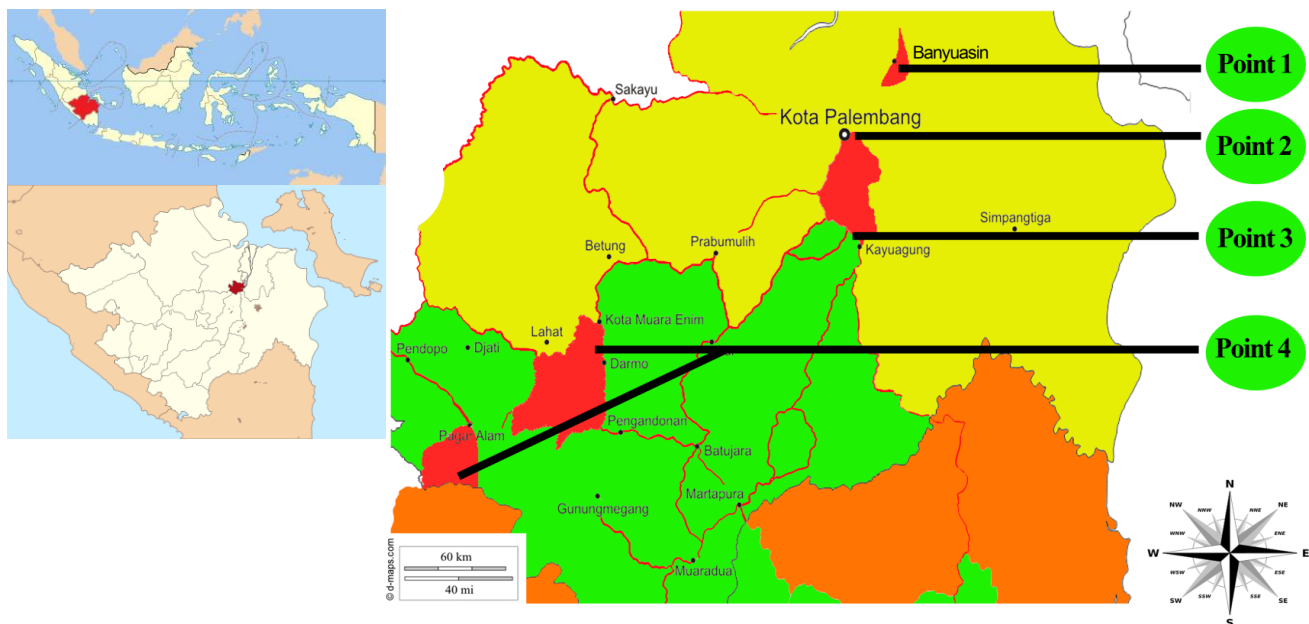 Banyuasin
Point 1
Sakayu
Kota Palembang
Point 2
Simpangtiga
Point 3
Betung
Prabumulih
Kayuagung
Kota Muara Enim
Lahat
Pendopo
Djati
Darmo
Point 4
Pagar Alam
Pengandonan
Batujara
Martapura
Gunungmegang
Muaradua
60 km
40 mi
© d-maps.com
N
NNW
NNE
NW
NE
WNW
ENE
W
E
WSW
ESE
SW
SE
SSW
SSE
S